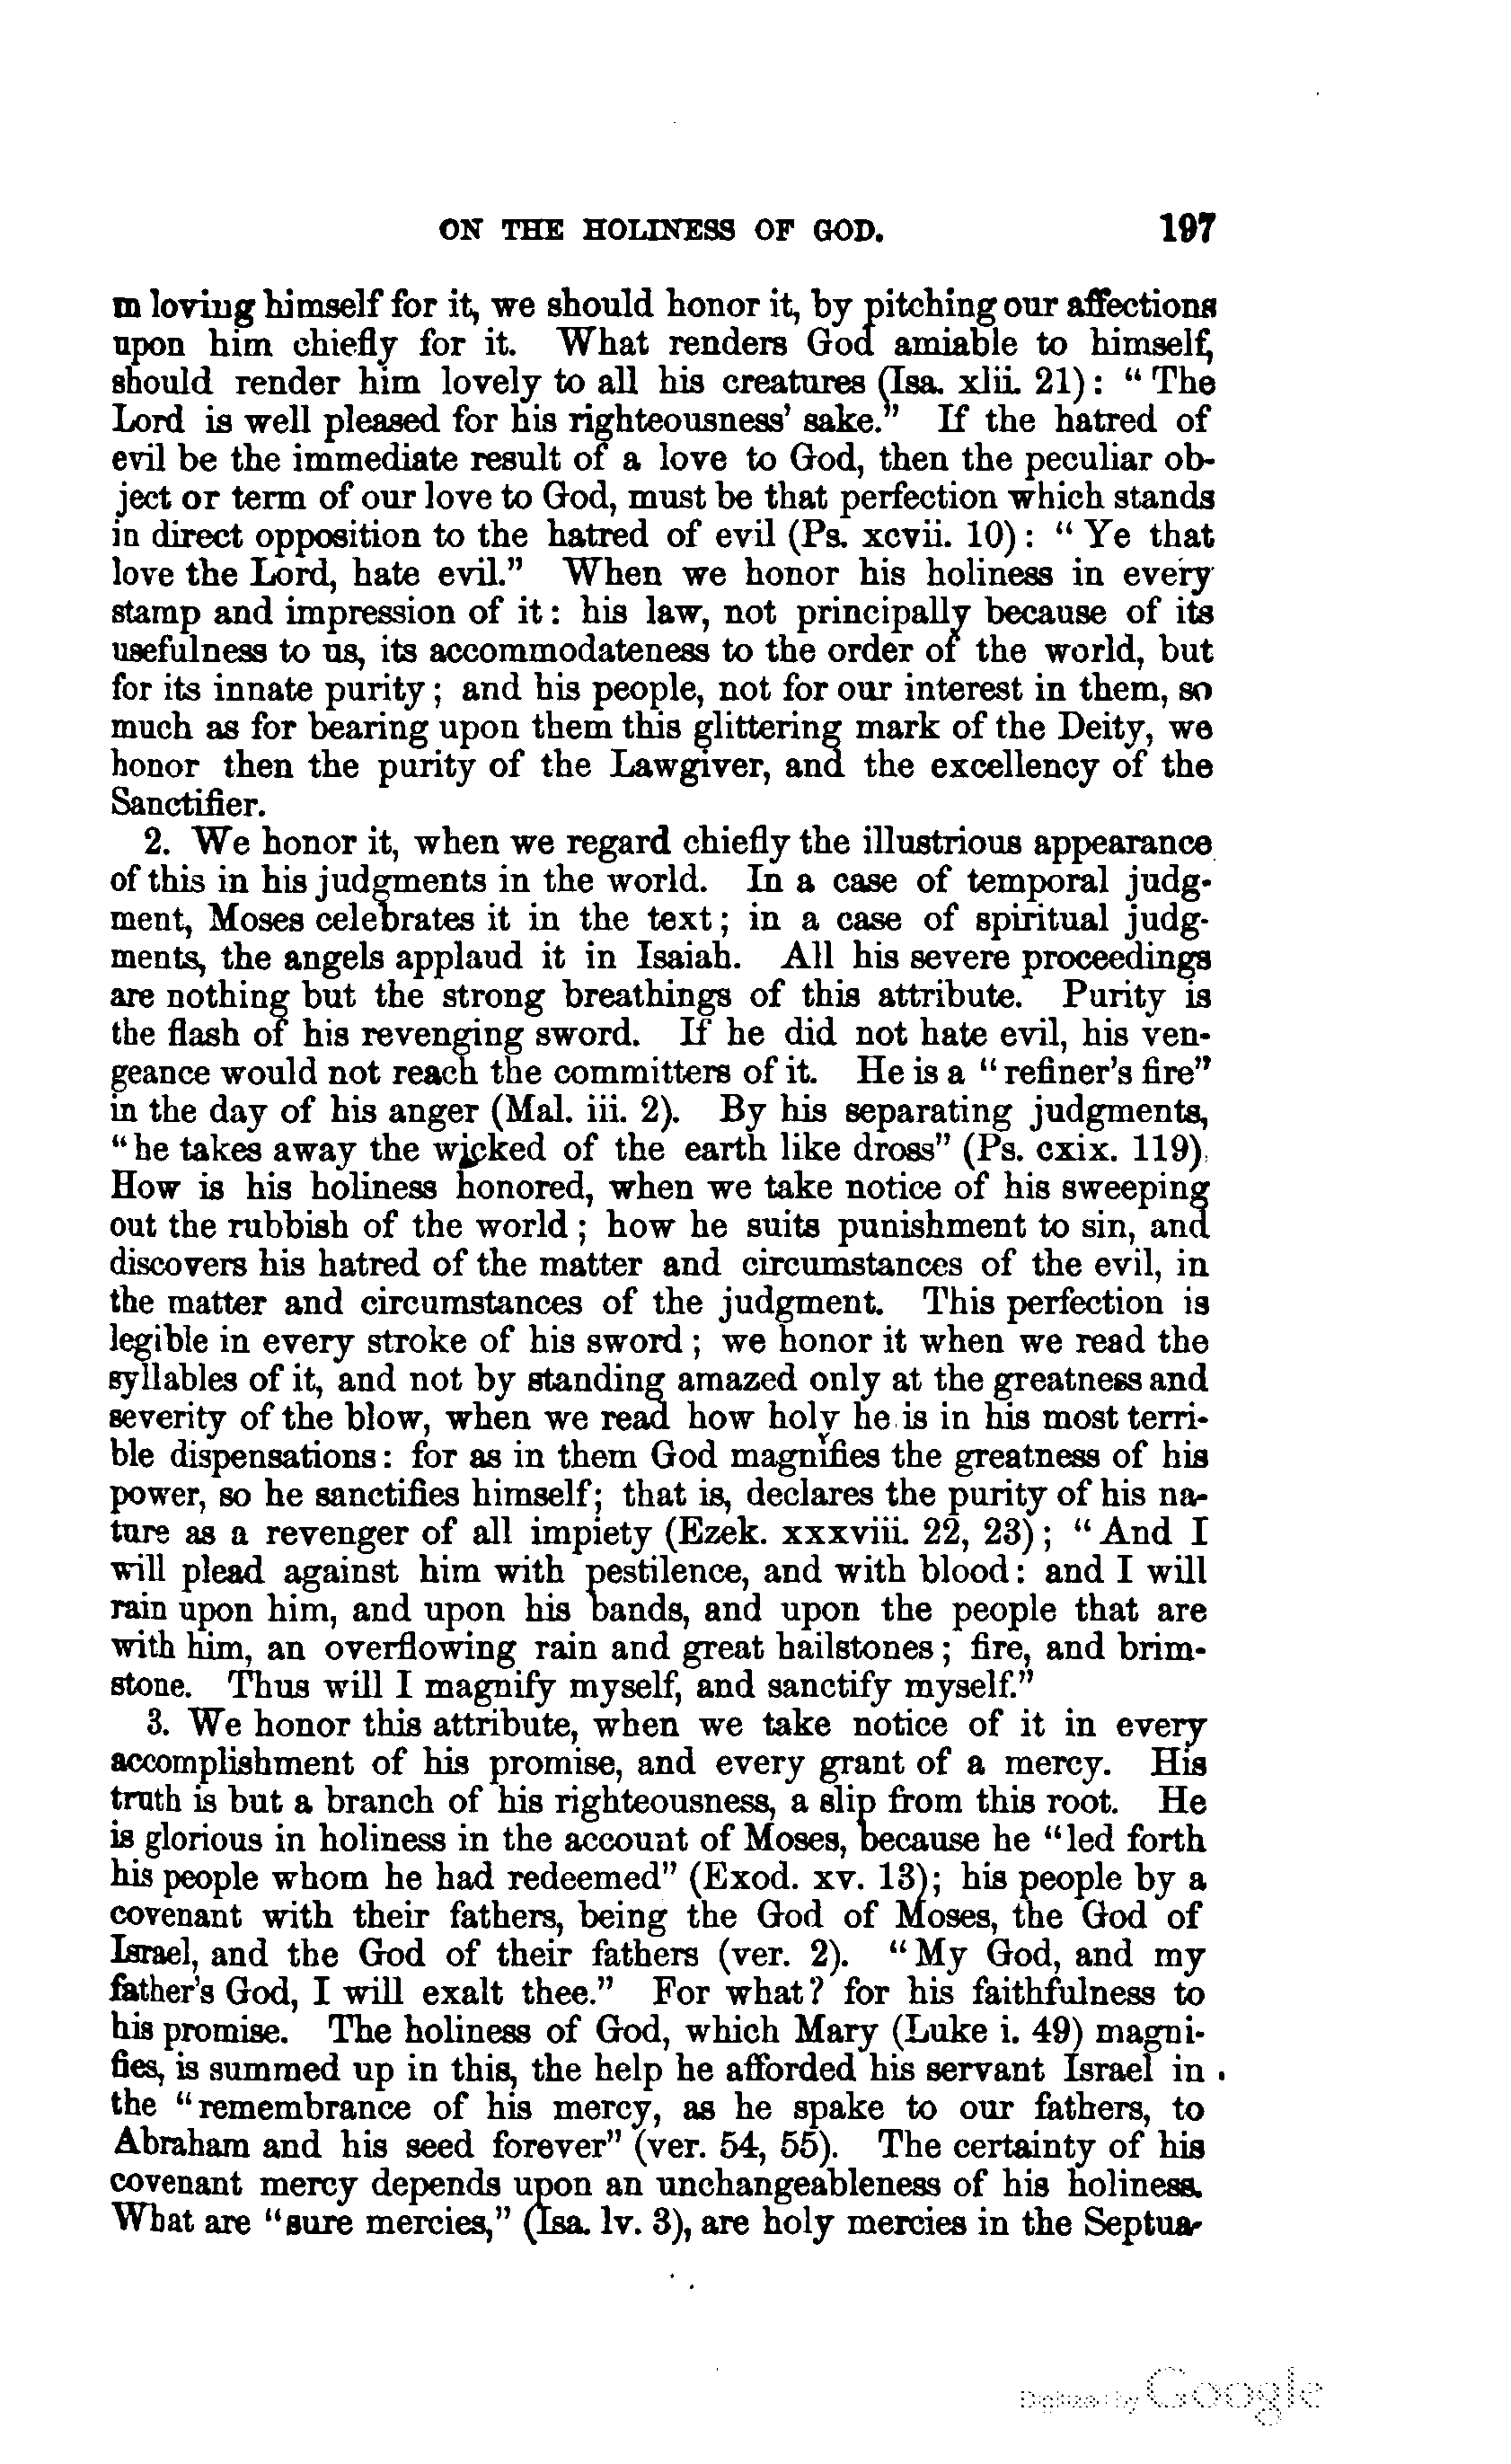 ON THE HOLINESS OF GOD. 197
in loving himself for it, we should honor it, by pitching our affections
upon him chiefly for it. What renders God amiable to himself,
should render him lovely to all his creatures (Isa. xlii. 21): “The
Lord is well pleased for his righteousness’ sake.” If the hatred of
evil be the immediate result of a love to God, then the peculiar ob-
ject or term of our love to God, must be that perfection which stands
in direct opposition to the hatred of evil (Ps. xcvii. 10): “Ye that
love the Lord, hate evil.” When we honor his holiness in every
stamp and impression of it: his law, not principally because of its
usefulness to us, its accommodateness to the order of the world, but
for its innate purity; and his people, not for our interest in them, so
much as for bearing upon them this glittering mark of the Deity, we
honor then the purity of the Lawgiver, and the excellency of the
Sanctifier.
2. We honor it, when we regard chiefly the illustrious appearance
of this in his judgments in the world. In a case of temporal judg-
ment, Moses celebrates it in the text; in a case of spiritual judg-
ments, the angels applaud it in Isaiah. All his severe proceedings
are nothing but the strong breathings of this attribute. Purity is
the flash of his revenging sword. If he did not hate evil, his ven-
geance would not reach the committers of it. He is a “refiner’s fire”
in the day of his anger (Mal. iii. 2). By his separating judgments,
“he takes away the wicked of the earth like dross” (Ps. cxix. 119).
How is his holiness honored, when we take notice of his sweeping
out the rubbish of the world; how he suits punishment to sin, and
discovers his hatred of the matter and circumstances of the evil, in
the matter and circumstances of the judgment. This perfection is
legible in every stroke of his sword; we honor it when we read the
syllables of it, and not by standing amazed only at the greatness and
severity of the blow, when we read how holy he is in his most terri-
ble dispensations: for as in them God magnifies the greatness of his
power, so he sanctifies himself; that is, declares the purity of his na-
ture as a revenger of all impiety (Ezek. xxxviii. 22, 23); “And I
will plead against him with pestilence, and with blood: and I will
rain upon him, and upon his bands, and upon the people that are
with him, an overflowing rain and great hailstones; fire, and brim-
stone. Thus will I magnify myself, and sanctify myself.”
3. We honor this attribute, when we take notice of it in every
accomplishment of his promise, and every grant of a mercy. His
truth is but a branch of his righteousness, a slip from this root. He
is glorious in holiness in the account of Moses, because he “led forth
his people whom he had redeemed” (Exod. xv. 13); his people by a
covenant with their fathers, being the God of Moses, the God of
Israel, and the God of their fathers (ver. 2). “My God, and my
father’s God, I will exalt thee.” For what? for his faithfulness to
his promise. The holiness of God, which Mary (Luke i. 49) magni-
fies, is summed up in this, the help he afforded his servant Israel in
the “remembrance of his mercy, as he spake to our fathers, to
Abraham and his seed forever” (ver. 54, 55). The certainty of his
covenant mercy depends upon an unchangeableness of his holiness.
What are “sure mercies,” (Isa. lv. 3), are holy mercies in the Septua-
Digitized by Google